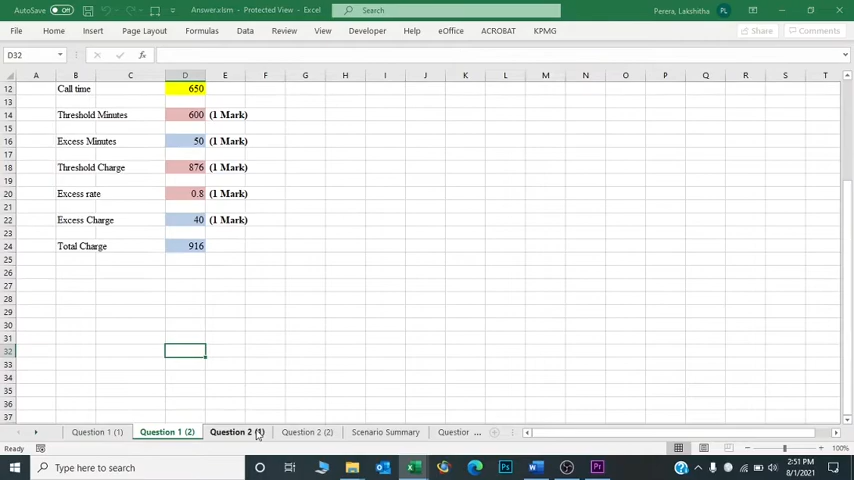 AutoSave Off Answer.xlsm - Protected View - Excel Search Perera, Lakshitha PL
File Home Insert Page Layout Formulas Data Review View Developer Help eOffice ACROBAT KPMG Share Comments
D32 fx
A B C D E F G H I J K L M N O P Q R S T
12 Call time 650
13
14 Threshold Minutes 600 (1 Mark)
15
16 Excess Minutes 50 (1 Mark)
17
18 Threshold Charge 876 (1 Mark)
19
20 Excess rate 0.8 (1 Mark)
21
22 Excess Charge 40 (1 Mark)
23
24 Total Charge 916
25
26
27
28
29
30
31
32
33
34
35
36
37
Question 1 (1) Question 1 (2) Question 2 (1) Question 2 (2) Scenario Summary Question ...
Ready 100%
Type here to search 2:51 PM
8/1/2021